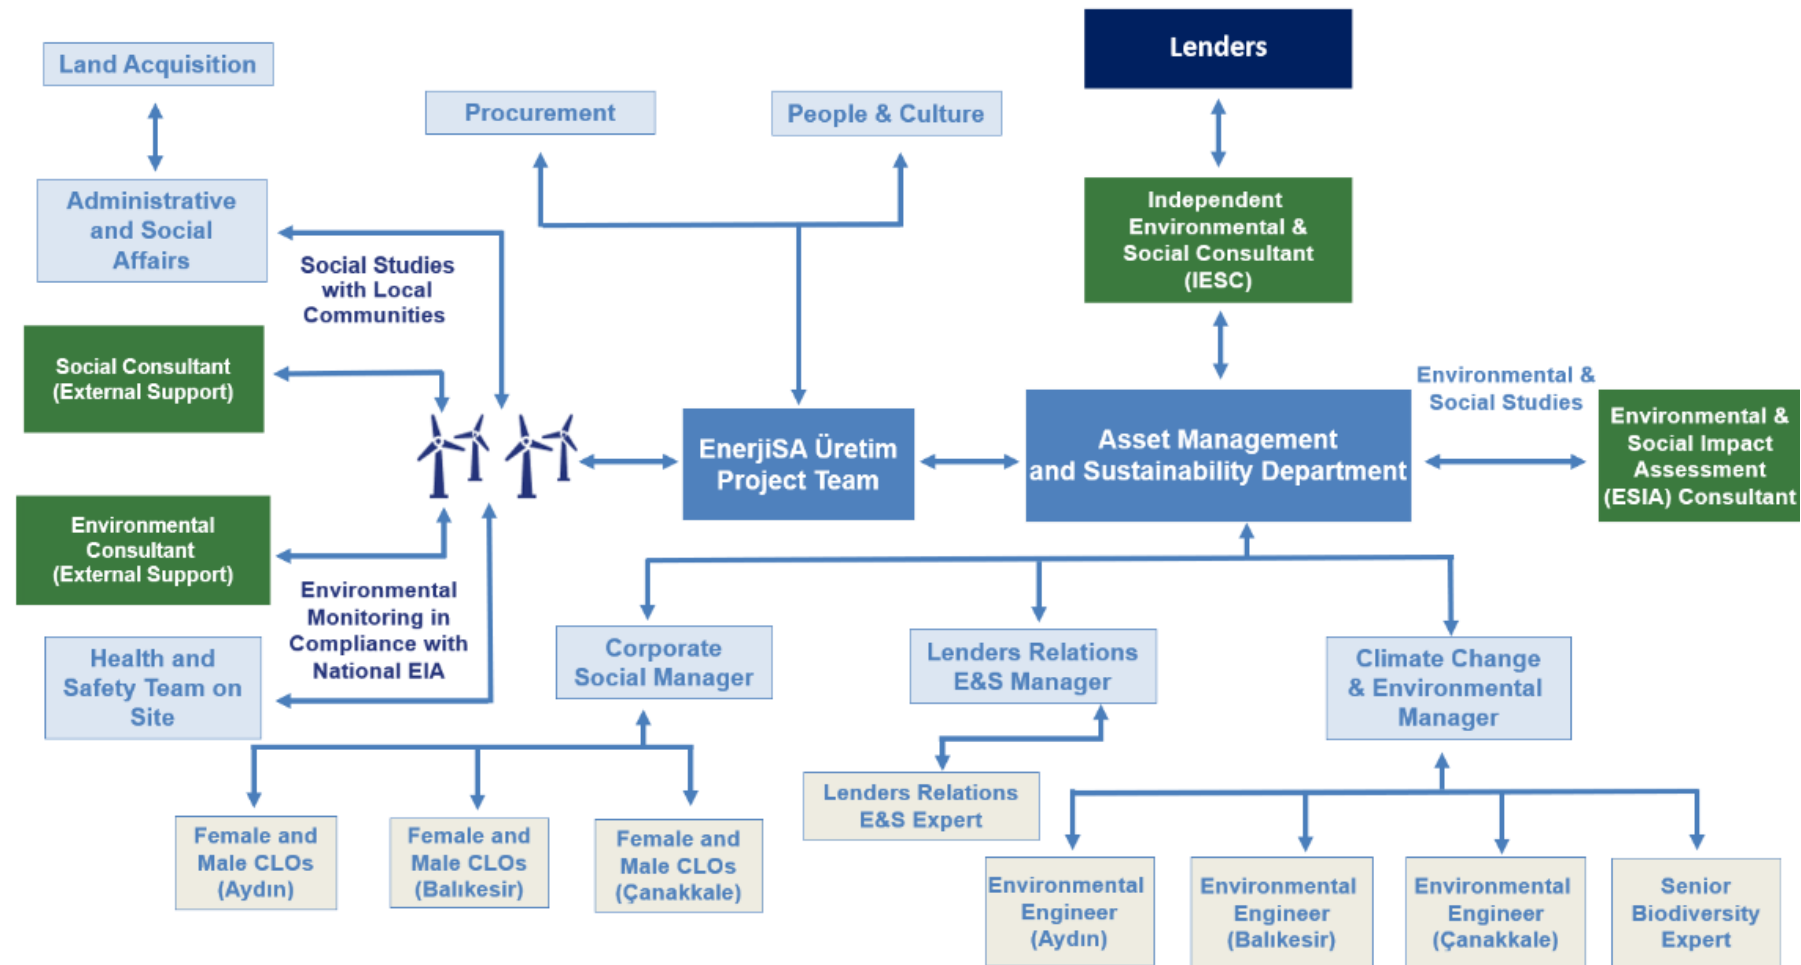 Lenders
Land Acquisition
Procurement
People & Culture
Administrative
and Social
Affairs
Independent
Environmental &
Social Consultant
(IESC)
Social Studies
with Local
Communities
Social Consultant
(External Support)
Environmental &
Social Studies
EnerjiSA Üretim
Project Team
Asset Management
and Sustainability Department
Environmental &
Social Impact
Assessment
(ESIA) Consultant
Environmental
Consultant
(External Support)
Environmental
Monitoring in
Compliance with
National EIA
Health and
Safety Team on
Site
Corporate
Social Manager
Lenders Relations
E&S Manager
Climate Change
& Environmental
Manager
Lenders Relations
E&S Expert
Female and
Male CLOs
(Aydın)
Female and
Male CLOs
(Balıkesir)
Female and
Male CLOs
(Çanakkale)
Environmental
Engineer
(Aydın)
Environmental
Engineer
(Balıkesir)
Environmental
Engineer
(Çanakkale)
Senior
Biodiversity
Expert